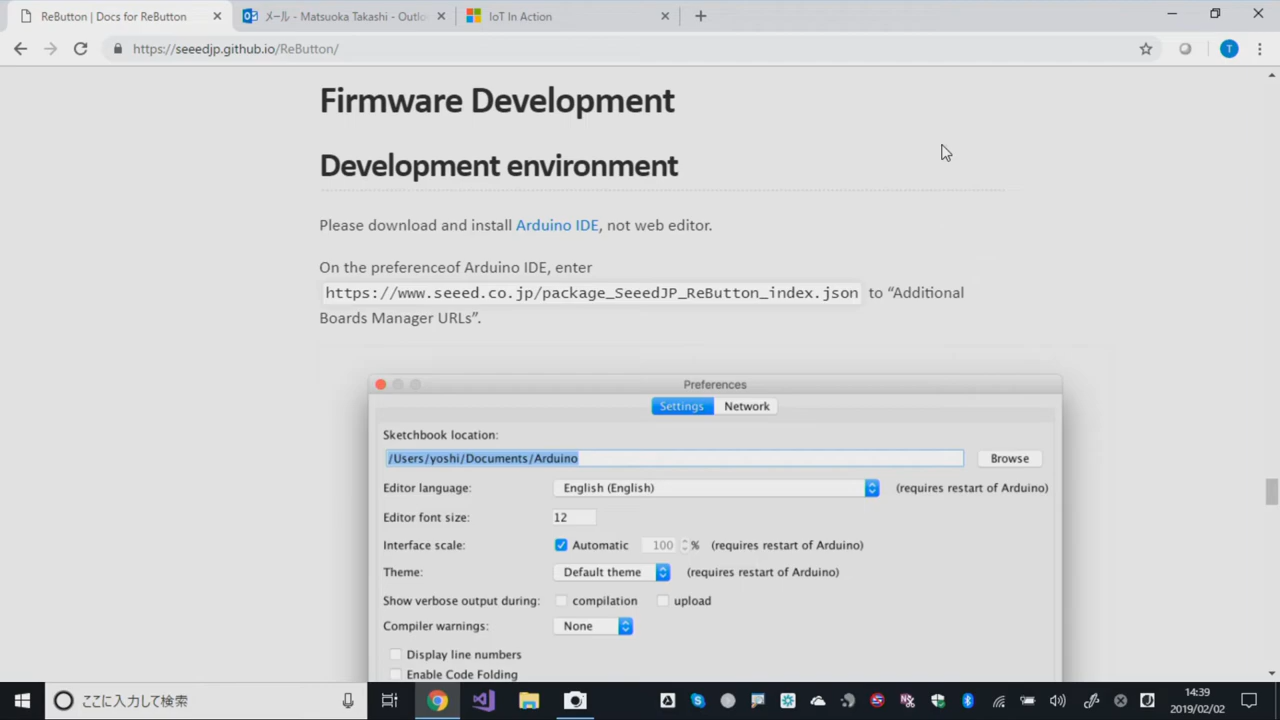 ReButton | Docs for ReButton
メール - Matsuoka Takashi - Outlo
IoT In Action
https://seeedjp.github.io/ReButton/
T
Firmware Development
Development environment
Please download and install Arduino IDE, not web editor.
On the preferenceof Arduino IDE, enter
https://www.seeed.co.jp/package_SeeedJP_ReButton_index.json to “Additional
Boards Manager URLs”.
Preferences
Settings Network
Sketchbook location:
/Users/yoshi/Documents/Arduino Browse
Editor language: English (English) (requires restart of Arduino)
Editor font size: 12
Interface scale: Automatic 100 % (requires restart of Arduino)
Theme: Default theme (requires restart of Arduino)
Show verbose output during: compilation upload
Compiler warnings: None
Display line numbers
Enable Code Folding
ここに入力して検索
14:39
2019/02/02